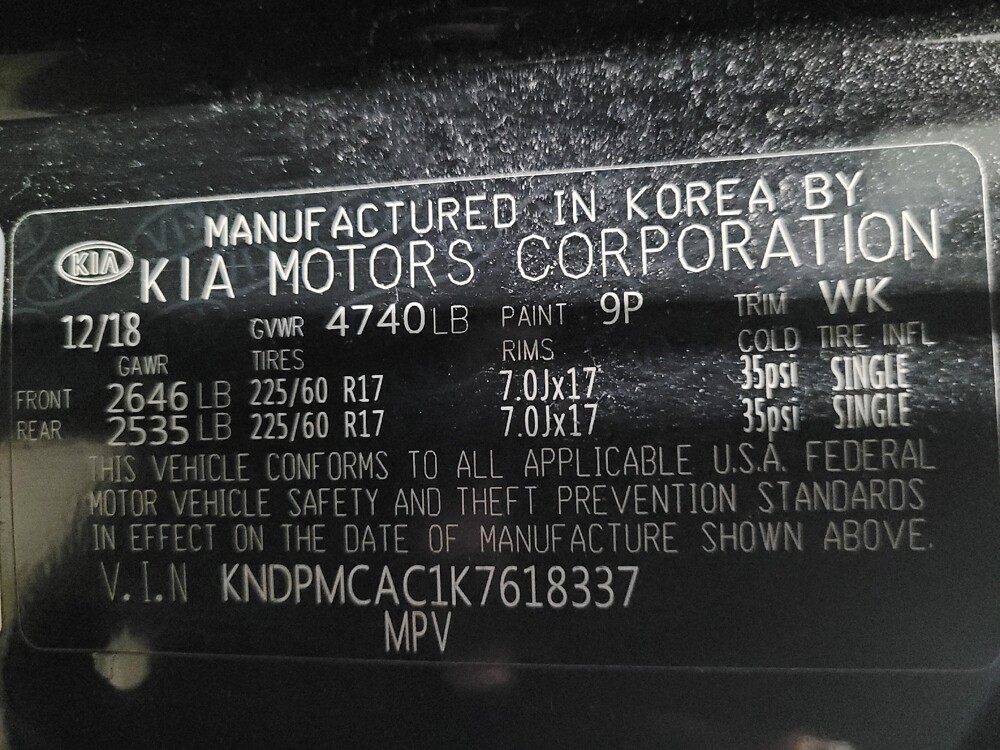 MANUFACTURED IN KOREA BY
KIA KIA MOTORS CORPORATION
12/18 GVWR 4740 LB PAINT 9P TRIM WK
GAWR TIRES RIMS COLD TIRE INFL
FRONT 2646 LB 225/60 R17 7.0Jx17 35psi SINGLE
REAR 2535 LB 225/60 R17 7.0Jx17 35psi SINGLE
THIS VEHICLE CONFORMS TO ALL APPLICABLE U.S.A. FEDERAL
MOTOR VEHICLE SAFETY AND THEFT PREVENTION STANDARDS
IN EFFECT ON THE DATE OF MANUFACTURE SHOWN ABOVE.
V.I.N KNDPMCAC1K7618337
MPV